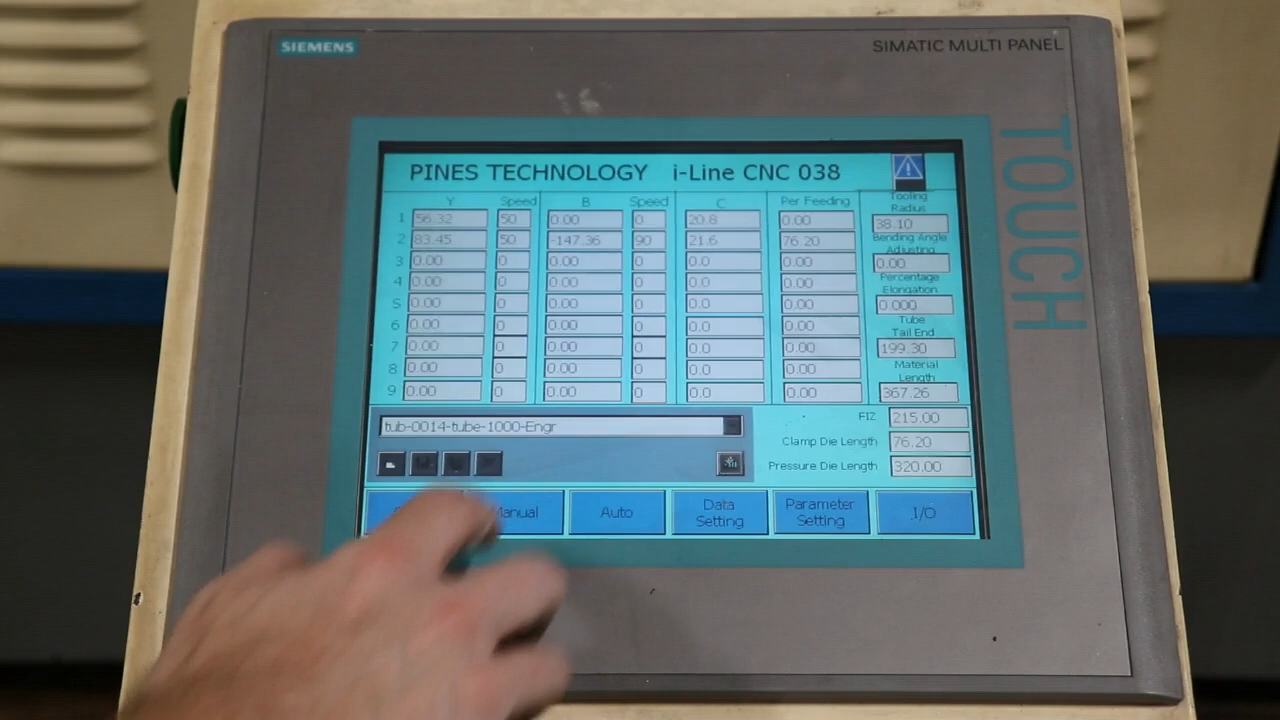 SIEMENS
SIMATIC MULTI PANEL
TOUCH
PINES TECHNOLOGY i-Line CNC 038
Y Speed B Speed C Per Feeding
1 56.32 50 0.00 0 20.8 0.00
2 83.45 50 -147.36 90 21.6 76.20
3 0.00 0 0.00 0 0.0 0.00
4 0.00 0 0.00 0 0.0 0.00
5 0.00 0 0.00 0 0.0 0.00
6 0.00 0 0.00 0 0.0 0.00
7 0.00 0 0.00 0 0.0 0.00
8 0.00 0 0.00 0 0.0 0.00
9 0.00 0 0.00 0 0.0 0.00
Tooling
Radius
38.10
Bending Angle
Adjusting
0.00
Percentage
Elongation
0.000
Tube
Tail End
199.30
Material
Length
367.26
tub-0014-tube-1000-Engr
FIZ 215.00
Clamp Die Length 76.20
Pressure Die Length 320.00
Manual
Auto
Data
Setting
Parameter
Setting
I/O